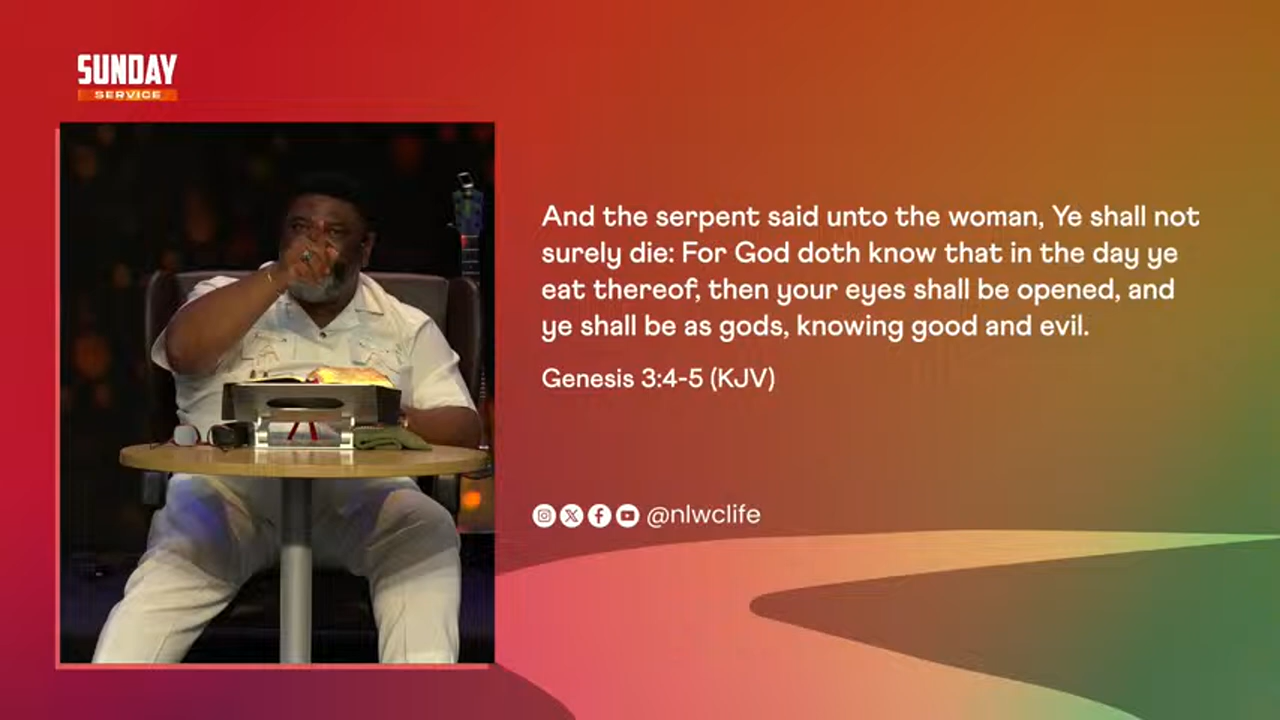 SUNDAY
SERVICE
And the serpent said unto the woman, Ye shall not
surely die: For God doth know that in the day ye
eat thereof, then your eyes shall be opened, and
ye shall be as gods, knowing good and evil.
Genesis 3:4-5 (KJV)
@nlwclife